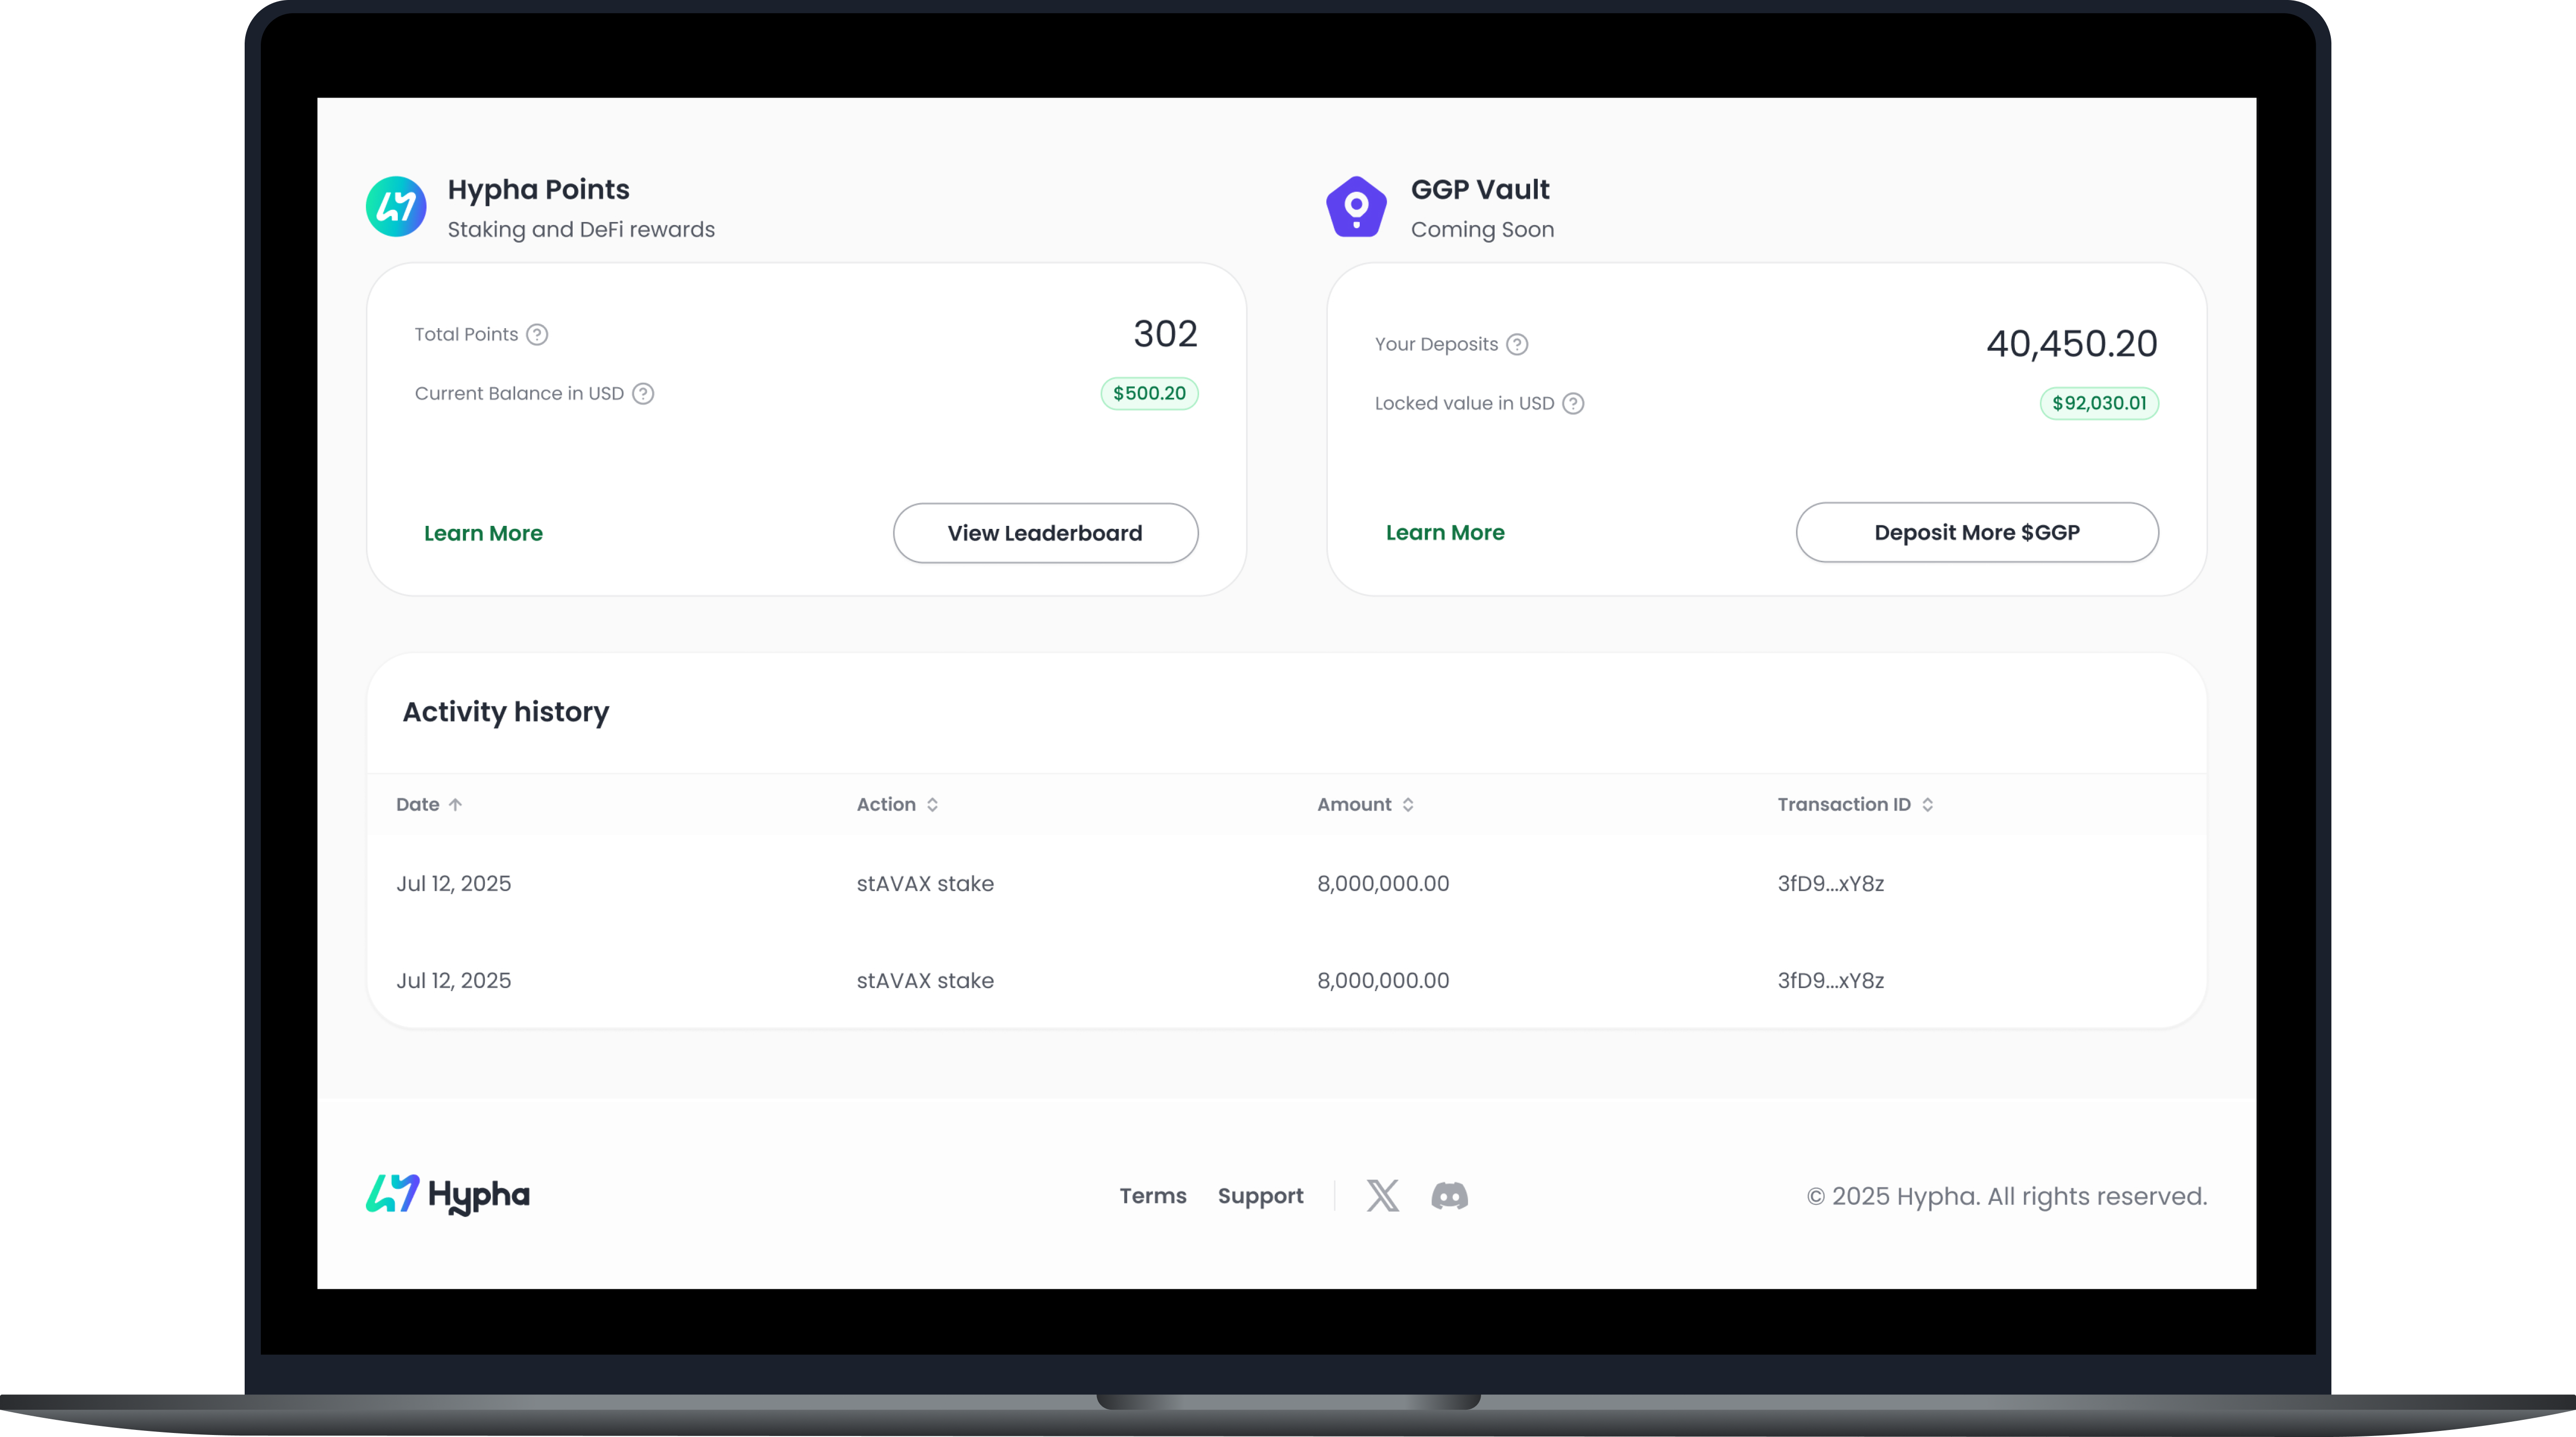 Hypha Points
Staking and DeFi rewards
Total Points
302
Current Balance in USD
$500.20
Learn More
View Leaderboard
GGP Vault
Coming Soon
Your Deposits
40,450.20
Locked value in USD
$92,030.01
Learn More
Deposit More $GGP
Activity history
Date Action Amount Transaction ID
Jul 12, 2025 stAVAX stake 8,000,000.00 3fD9...xY8z
Jul 12, 2025 stAVAX stake 8,000,000.00 3fD9...xY8z
Hypha
Terms Support
© 2025 Hypha. All rights reserved.